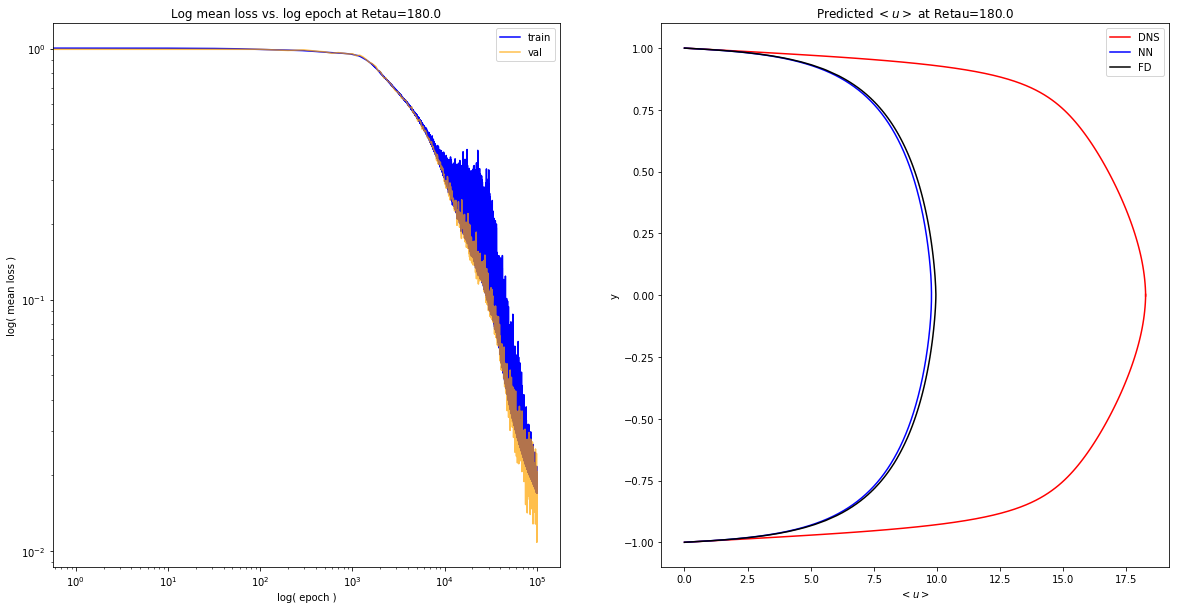 Log mean loss vs. log epoch at Retau=180.0
train
val
log( mean loss )
10⁰
10⁻¹
10⁻²
10⁰
10¹
10²
10³
10⁴
10⁵
log( epoch )
Predicted < u > at Retau=180.0
DNS
NN
FD
y
1.00
0.75
0.50
0.25
0.00
−0.25
−0.50
−0.75
−1.00
0.0
2.5
5.0
7.5
10.0
12.5
15.0
17.5
< u >